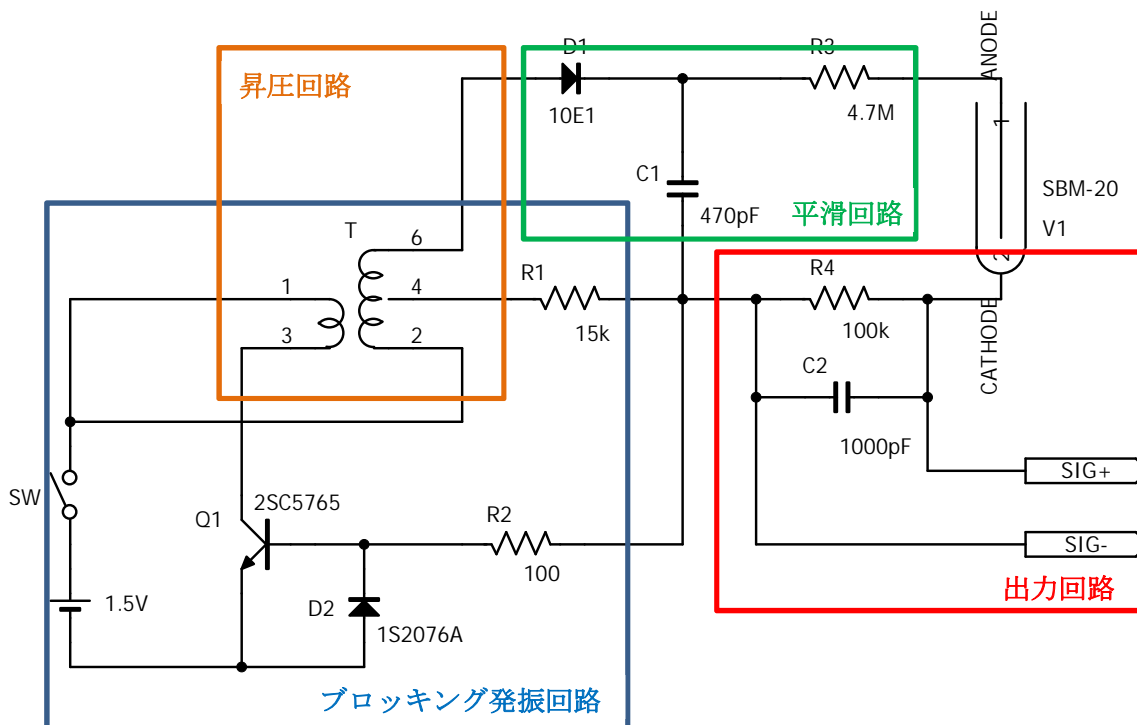 D1
R3
ANODE
昇圧回路
10E1
4.7M
1
C1
SBM-20
470pF
平滑回路
V1
T
6
2
R1
R4
1
4
3
2
15k
100k
CATHODE
C2
1000pF
SIG+
SW
2SC5765
Q1
R2
100
SIG-
1.5V
D2
出力回路
1S2076A
ブロッキング発振回路